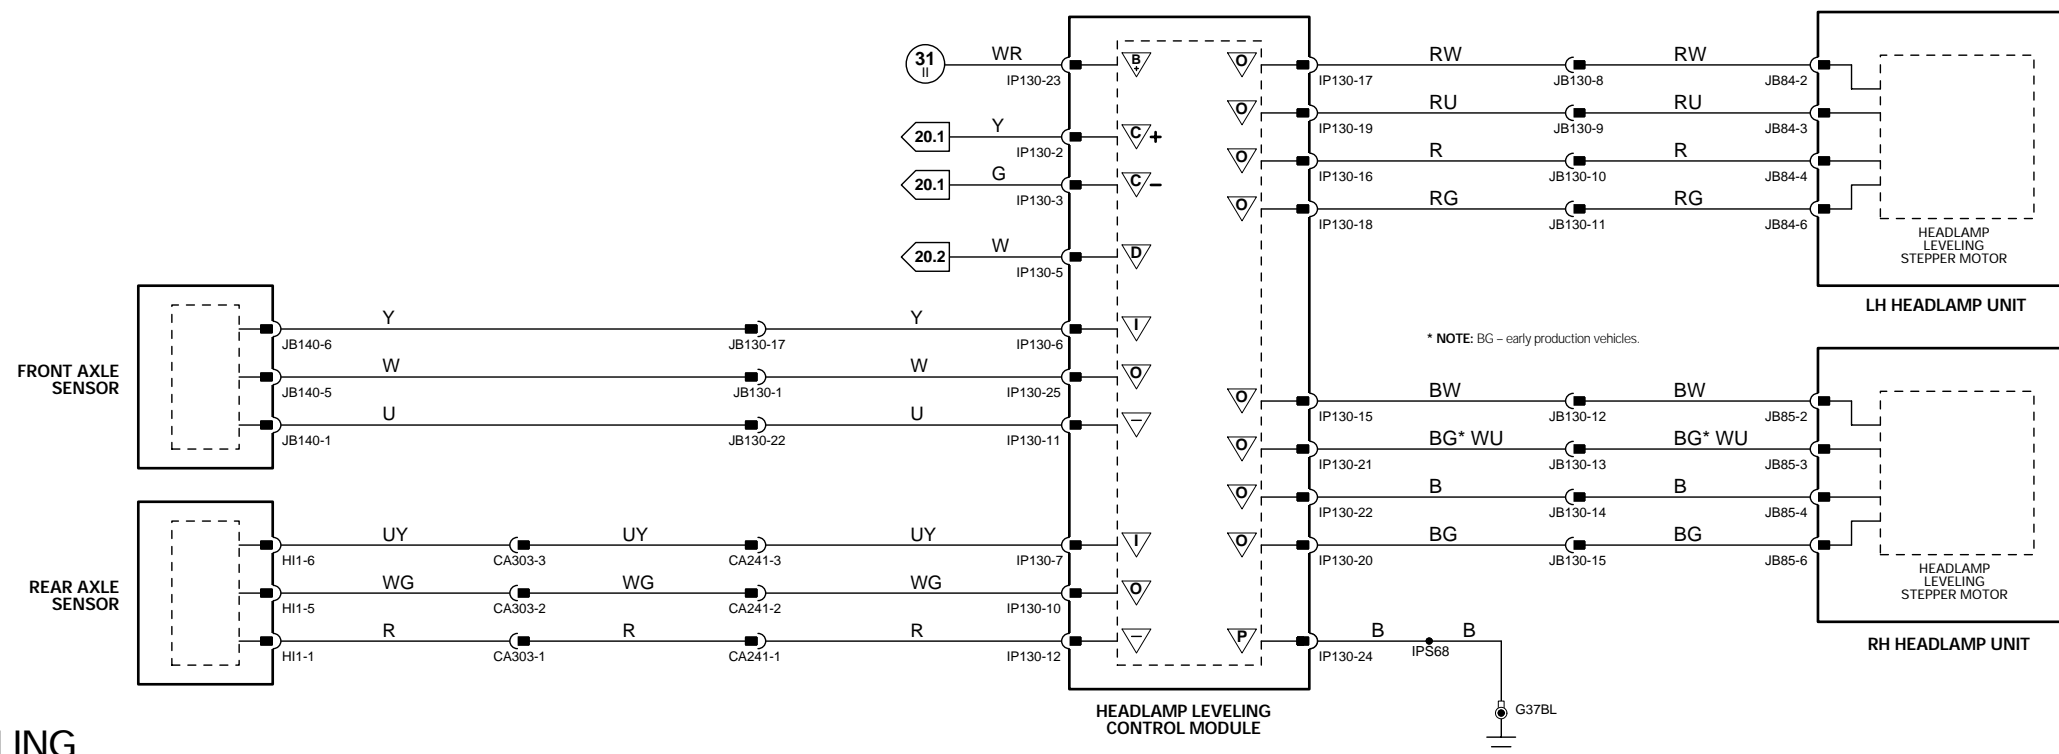 31
II
WR
IP130-23
B
+
O
IP130-17
RW
JB130-8
RW
JB84-2
O
IP130-19
RU
JB130-9
RU
JB84-3
20.1
Y
IP130-2
C +
O
IP130-16
R
JB130-10
R
JB84-4
20.1
G
IP130-3
C –
O
IP130-18
RG
JB130-11
RG
JB84-6
20.2
W
IP130-5
D
HEADLAMP
LEVELING
STEPPER MOTOR
LH HEADLAMP UNIT
FRONT AXLE
SENSOR
JB140-6
Y
JB130-17
Y
IP130-6
I
JB140-5
W
JB130-1
W
IP130-25
O
JB140-1
U
JB130-22
U
IP130-11
–
* NOTE: BG – early production vehicles.
O
IP130-15
BW
JB130-12
BW
JB85-2
O
IP130-21
BG* WU
JB130-13
BG* WU
JB85-3
O
IP130-22
B
JB130-14
B
JB85-4
O
IP130-20
BG
JB130-15
BG
JB85-6
HEADLAMP
LEVELING
STEPPER MOTOR
RH HEADLAMP UNIT
REAR AXLE
SENSOR
HI1-6
UY
CA303-3
UY
CA241-3
UY
IP130-7
I
HI1-5
WG
CA303-2
WG
CA241-2
WG
IP130-10
O
HI1-1
R
CA303-1
R
CA241-1
R
IP130-12
–
P
IP130-24
B
IPS68
B
G37BL
HEADLAMP LEVELING
CONTROL MODULE